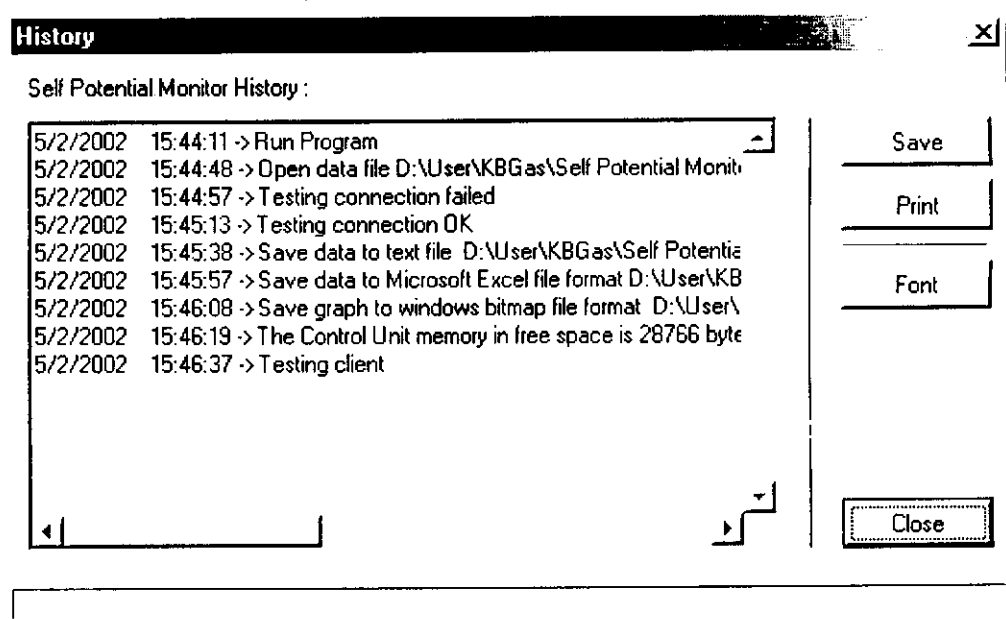 History
Self Potential Monitor History :
5/2/2002 15:44:11 -> Run Program
5/2/2002 15:44:48 -> Open data file D:\User\KBGas\Self Potential Monit
5/2/2002 15:44:57 -> Testing connection failed
5/2/2002 15:45:13 -> Testing connection OK
5/2/2002 15:45:38 -> Save data to text file D:\User\KBGas\Self Potentia
5/2/2002 15:45:57 -> Save data to Microsoft Excel file format D:\User\KB
5/2/2002 15:46:08 -> Save graph to windows bitmap file format D:\User\
5/2/2002 15:46:19 -> The Control Unit memory in free space is 28766 byte
5/2/2002 15:46:37 -> Testing client
Save
Print
Font
Close